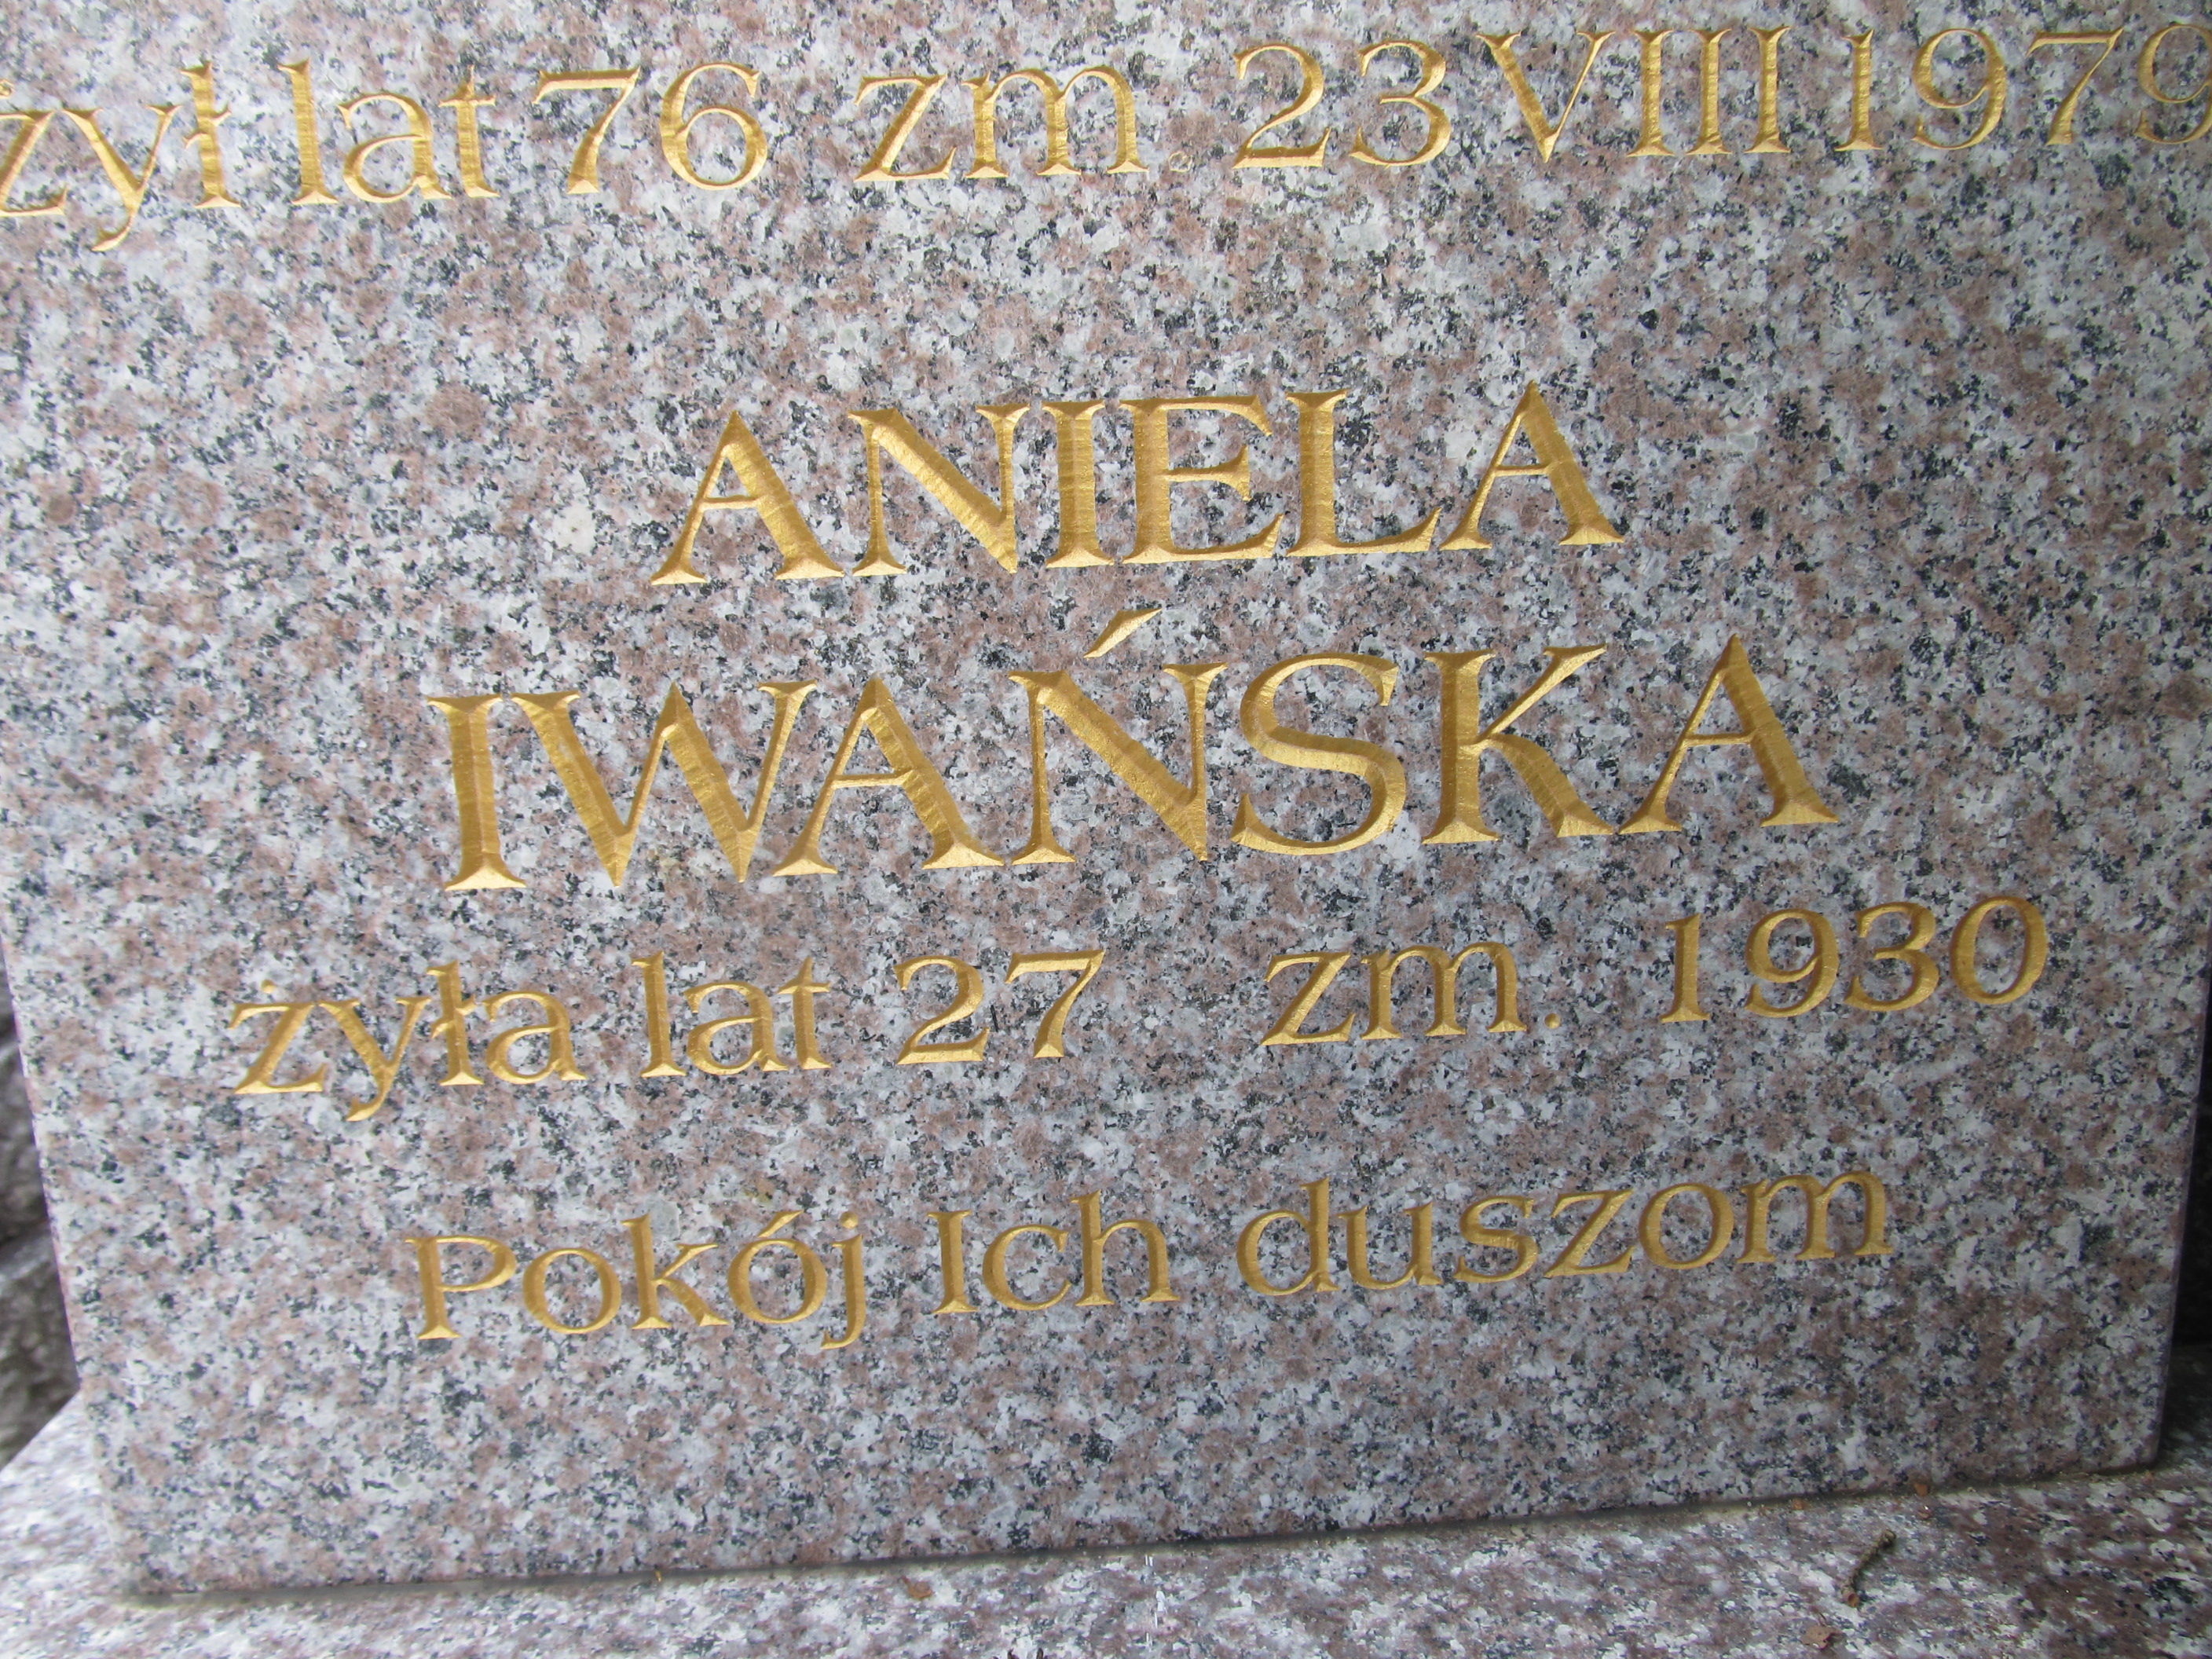 żył lat 76 zm. 23 VIII 1979
ANIELA
IWAŃSKA
żyła lat 27 zm. 1930
Pokój Ich duszom